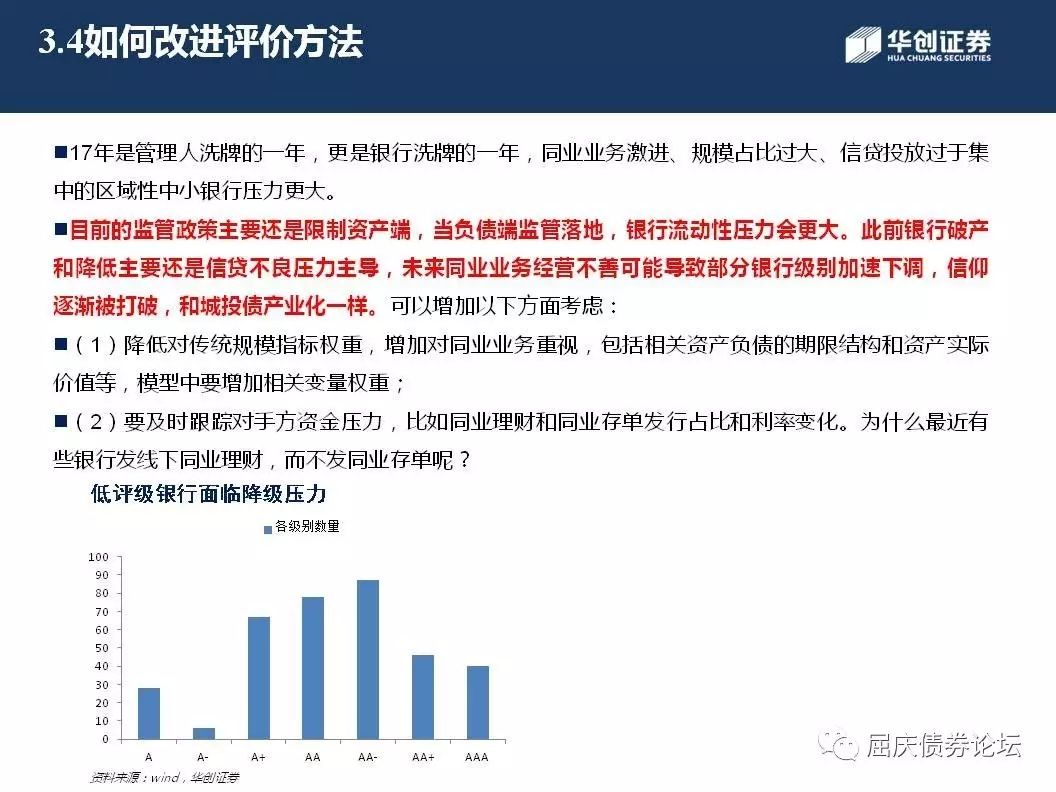 3.4如何改进评价方法
华创证券
HUA CHUANG SECURITIES
■17年是管理人洗牌的一年，更是银行洗牌的一年，同业业务激进、规模占比过大、信贷投放过于集
中的区域性中小银行压力更大。
■目前的监管政策主要还是限制资产端，当负债端监管落地，银行流动性压力会更大。此前银行破产
和降低主要还是信贷不良压力主导，未来同业业务经营不善可能导致部分银行级别加速下调，信仰
逐渐被打破，和城投债产业化一样。可以增加以下方面考虑：
■（1）降低对传统规模指标权重，增加对同业业务重视，包括相关资产负债的期限结构和资产实际
价值等，模型中要增加相关变量权重；
■（2）要及时跟踪对手方资金压力，比如同业理财和同业存单发行占比和利率变化。为什么最近有
些银行发线下同业理财，而不发同业存单呢？
低评级银行面临降级压力
各级别数量
100
90
80
70
60
50
40
30
20
10
0
A A- A+ AA AA- AA+ AAA
资料来源：wind，华创证券
屈庆债券论坛